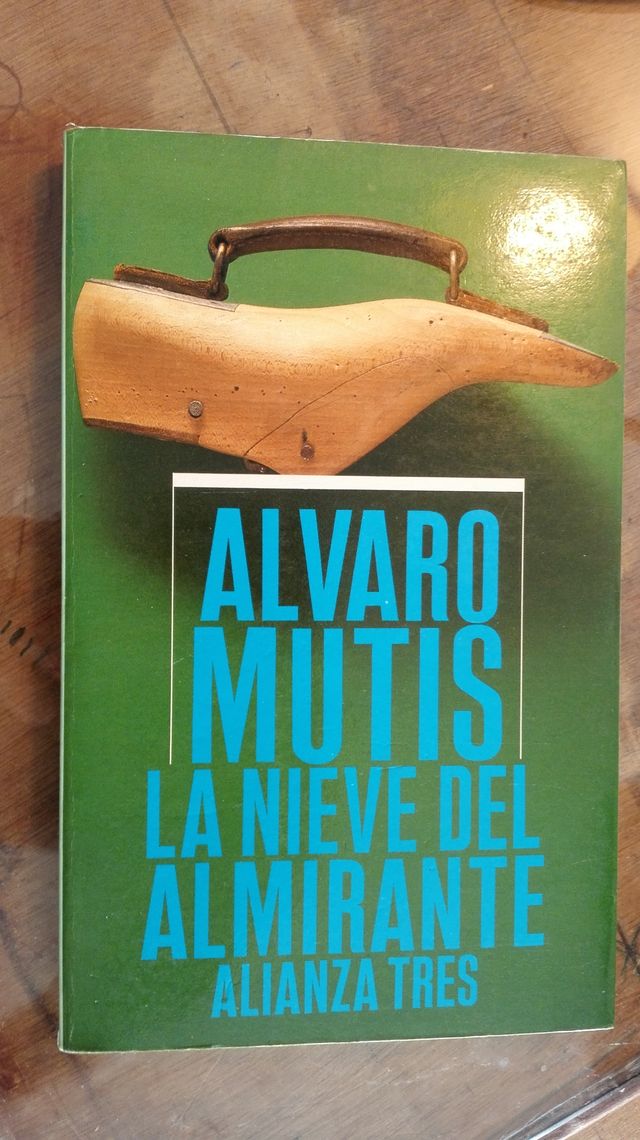 ALVARO
MUTIS
LA NIEVE DEL
ALMIRANTE
ALIANZA TRES